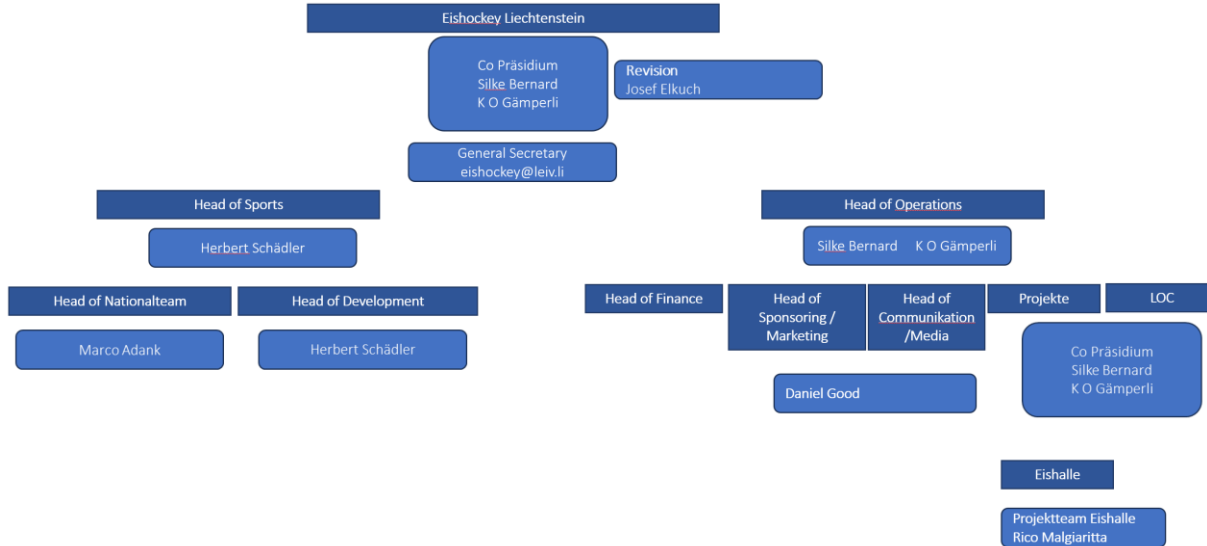 Eishockey Liechtenstein
Co Präsidium
Silke Bernard
K O Gämperli
Revision
Josef Elkuch
General Secretary
eishockey@leiv.li
Head of Sports
Head of Operations
Herbert Schädler
Silke Bernard K O Gämperli
Head of Nationalteam
Head of Development
Head of Finance
Head of
Sponsoring /
Marketing
Head of
Communikation
/Media
Projekte
LOC
Marco Adank
Herbert Schädler
Daniel Good
Co Präsidium
Silke Bernard
K O Gämperli
Eishalle
Projektteam Eishalle
Rico Malgiaritta